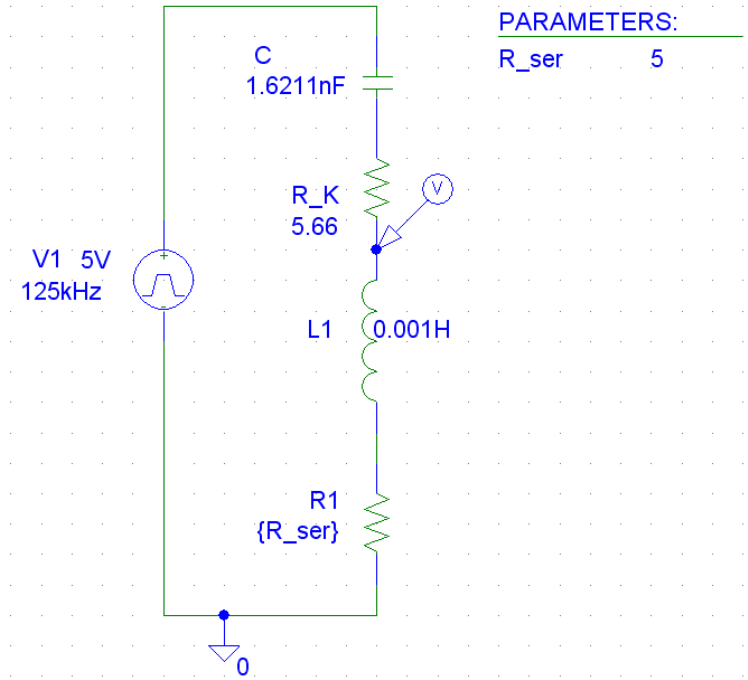 PARAMETERS:
R_ser 5
C
1.6211nF
R_K
5.66
V
V1 5V
125kHz
+
-
L1 0.001H
R1
{R_ser}
0